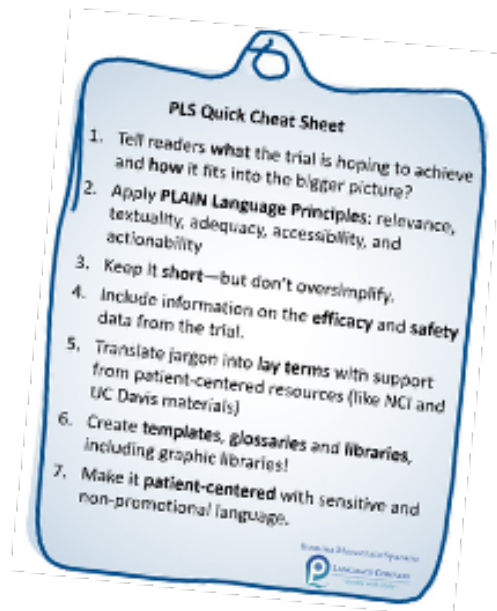 PLS Quick Cheat Sheet
1. Tell readers what the trial is hoping to achieve
and how it fits into the bigger picture?
2. Apply PLAIN Language Principles: relevance,
textuality, adequacy, accessibility, and
actionability
3. Keep it short—but don't oversimplify.
4. Include information on the efficacy and safety
data from the trial.
5. Translate jargon into lay terms with support
from patient-centered resources (like NCI and
UC Davis materials)
6. Create templates, glossaries and libraries,
including graphic libraries!
7. Make it patient-centered with sensitive and
non-promotional language.